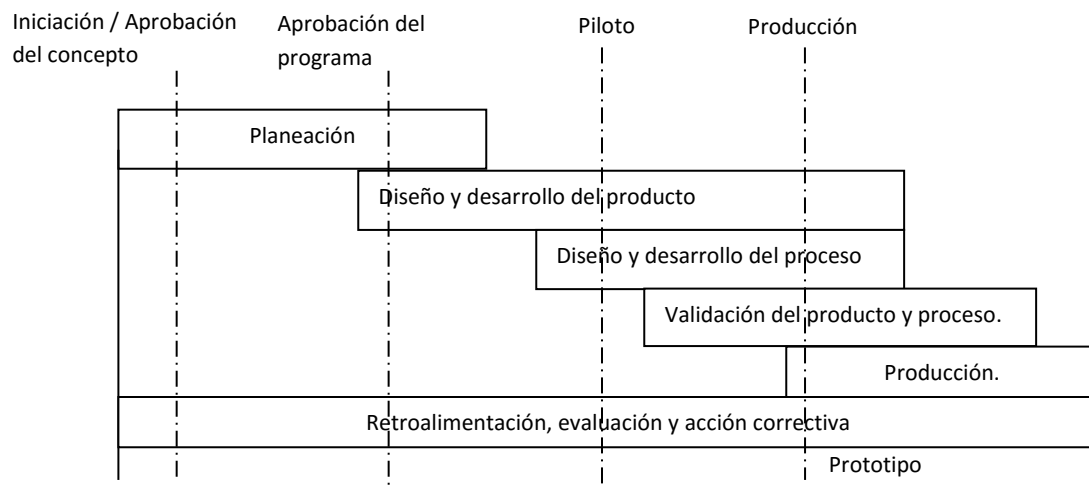 Iniciación / Aprobación
del concepto
Aprobación del
programa
Piloto
Producción
Planeación
Diseño y desarrollo del producto
Diseño y desarrollo del proceso
Validación del producto y proceso.
Producción.
Retroalimentación, evaluación y acción correctiva
Prototipo